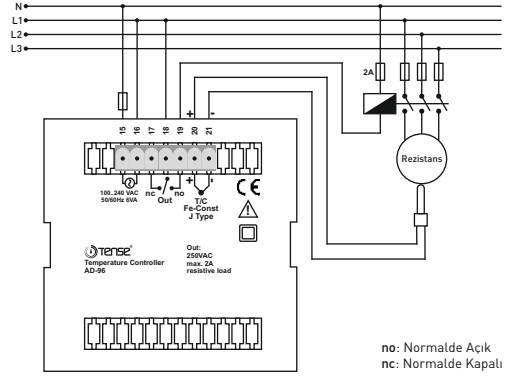 N
L1
L2
L3
2A
+ -
15 16 17 18 19 20 21
Rezistans
+ -
100..240 VAC
50/60Hz 6VA
nc no
Out
T/C
Fe-Const
J Type
CE
TENSE
Temperature Controller
AD-96
Out:
250VAC
max. 2A
resistive load
no: Normalde Açık
nc: Normalde Kapalı